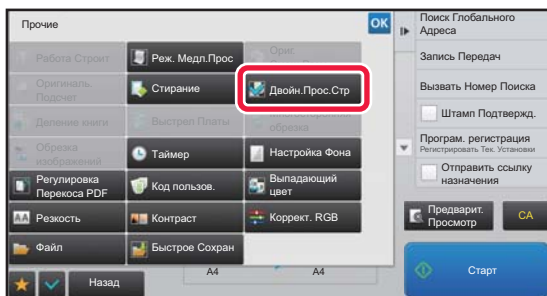 Прочие
OK
Работа Строит
Реж. Медл.Прос
Ориг.
Оригиналь.
Подсчет
Стирание
Двойн.Прос.Стр
Деление книги
Выстрел Платы
обрезка
Обрезка
изображений
Таймер
Настройка Фона
Регулировка
Перекоса PDF
Код пользов.
Выпадающий
цвет
Резкость
Контраст
Коррект. RGB
Файл
Быстрое Сохран
Назад
A4
A4
Поиск Глобального
Адреса
Запись Передач
Вызвать Номер Поиска
Штамп Подтвержд.
Програм. регистрация
Регистрировать Тек. Установки
Отправить ссылку
назначения
Предварит.
Просмотр
CA
Старт